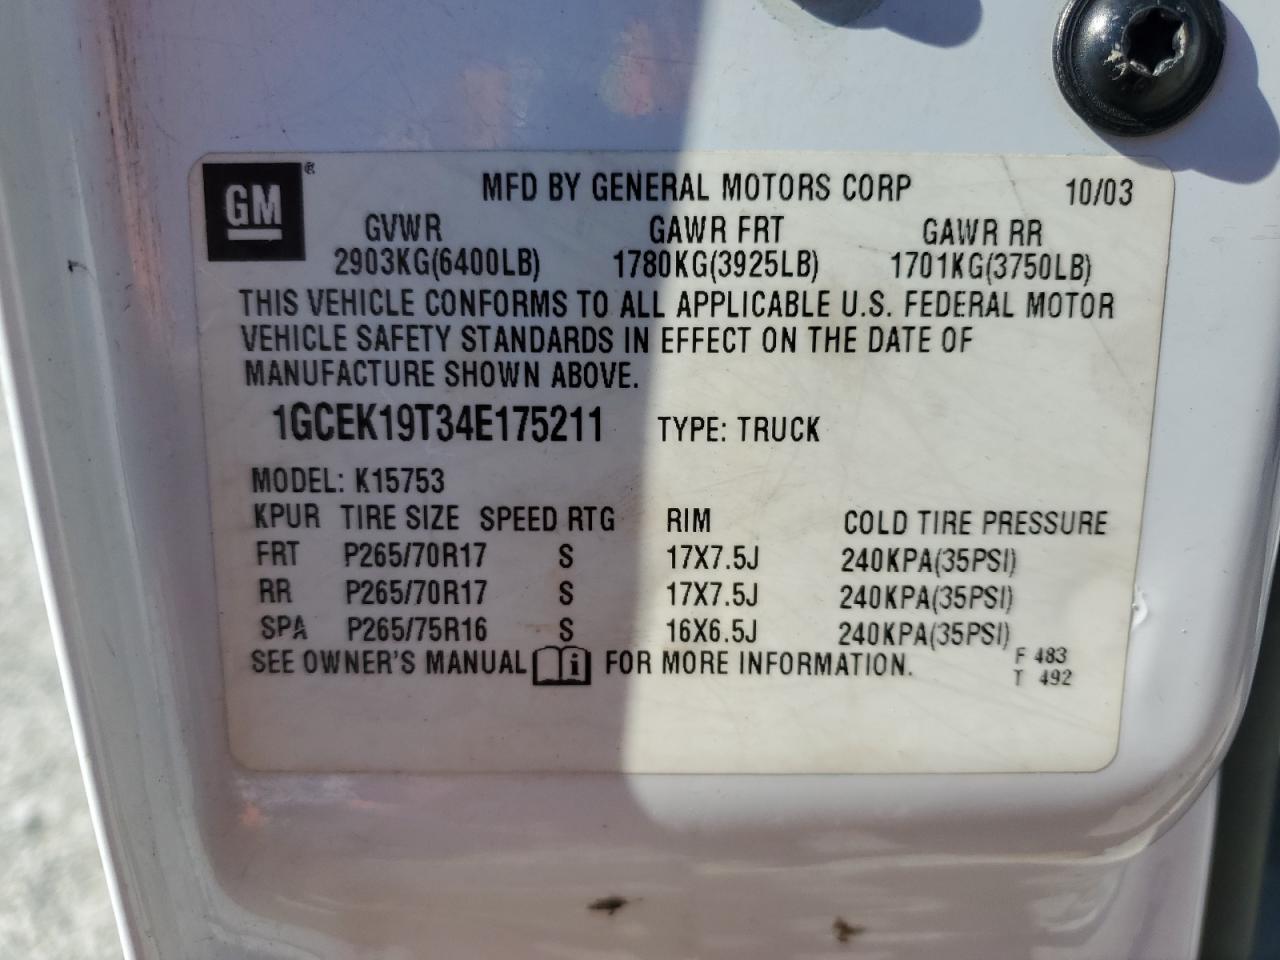 GM® MFD BY GENERAL MOTORS CORP 10/03
GVWR GAWR FRT GAWR RR
2903KG(6400LB) 1780KG(3925LB) 1701KG(3750LB)
THIS VEHICLE CONFORMS TO ALL APPLICABLE U.S. FEDERAL MOTOR
VEHICLE SAFETY STANDARDS IN EFFECT ON THE DATE OF
MANUFACTURE SHOWN ABOVE.
1GCEK19T34E175211 TYPE: TRUCK
MODEL: K15753
KPUR TIRE SIZE SPEED RTG RIM COLD TIRE PRESSURE
FRT P265/70R17 S 17X7.5J 240KPA(35PSI)
RR P265/70R17 S 17X7.5J 240KPA(35PSI)
SPA P265/75R16 S 16X6.5J 240KPA(35PSI)
SEE OWNER'S MANUAL i FOR MORE INFORMATION. F 483
T 492